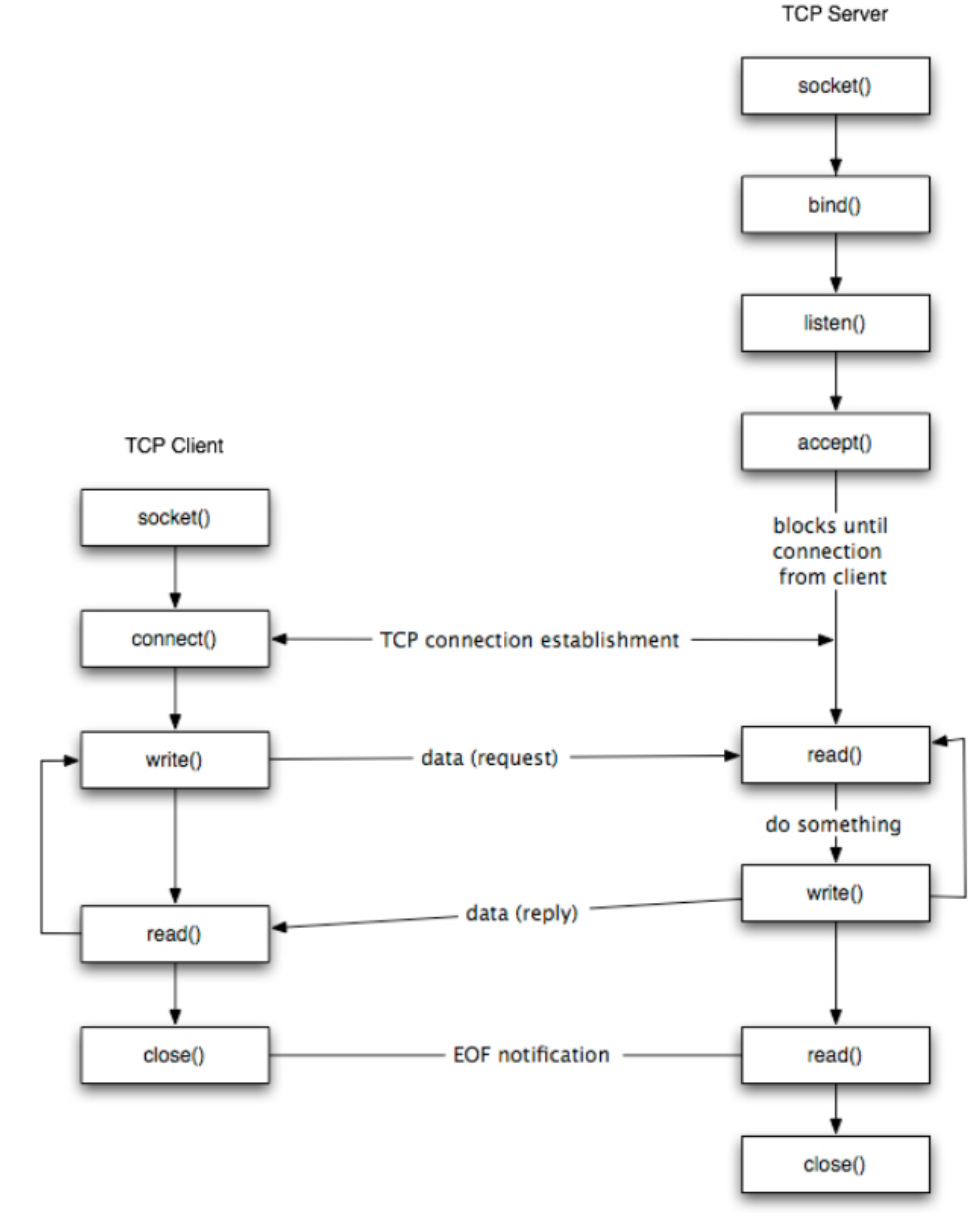 TCP Server
socket()
bind()
listen()
accept()
blocks until
connection
from client
TCP Client
socket()
connect()
TCP connection establishment
write()
data (request)
read()
do something
write()
data (reply)
read()
close()
EOF notification
read()
close()